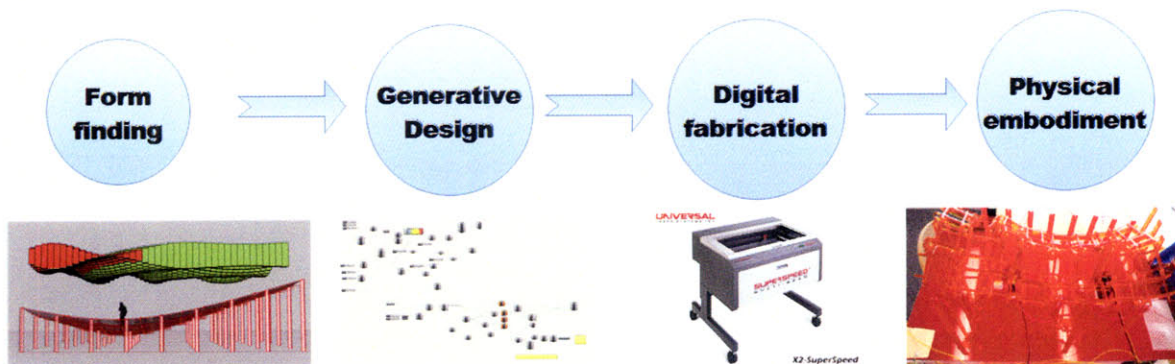 Form
finding
Generative
Design
Digital
fabrication
Physical
embodiment
UNIVERSAL
SUPERSPEED
X2-SuperSpeed